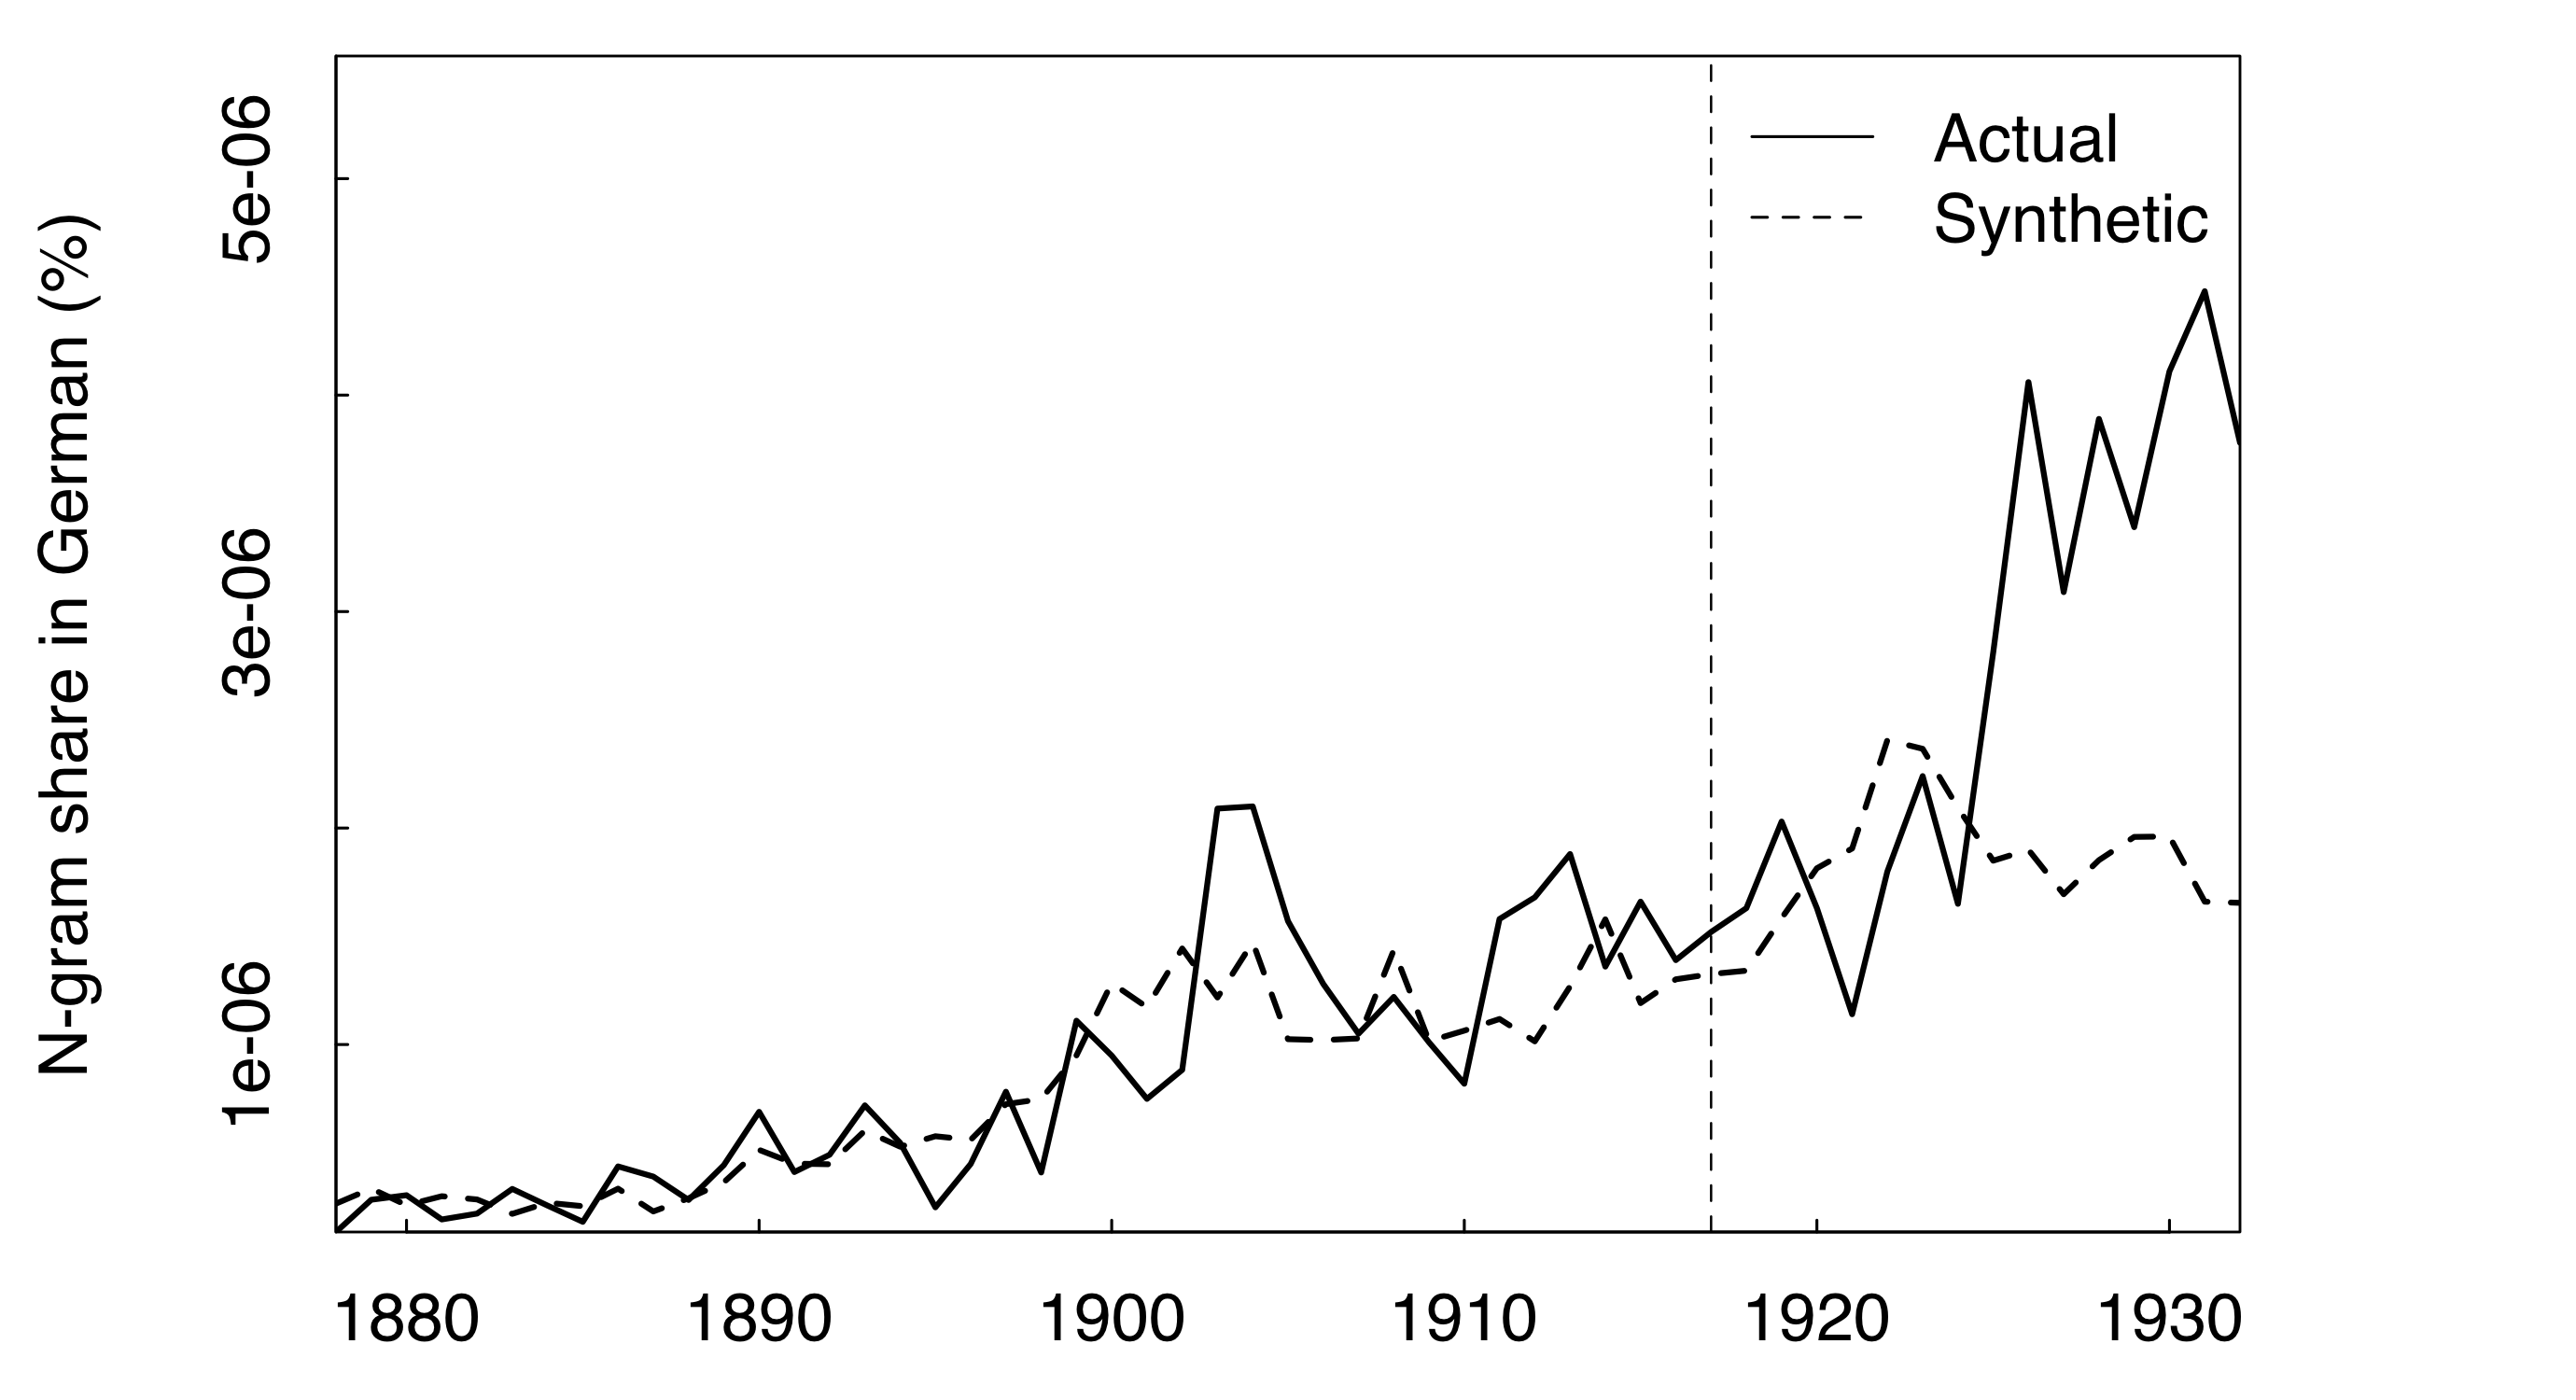 N-gram share in German (%)
5e-06
3e-06
1e-06
Actual
Synthetic
1880 1890 1900 1910 1920 1930